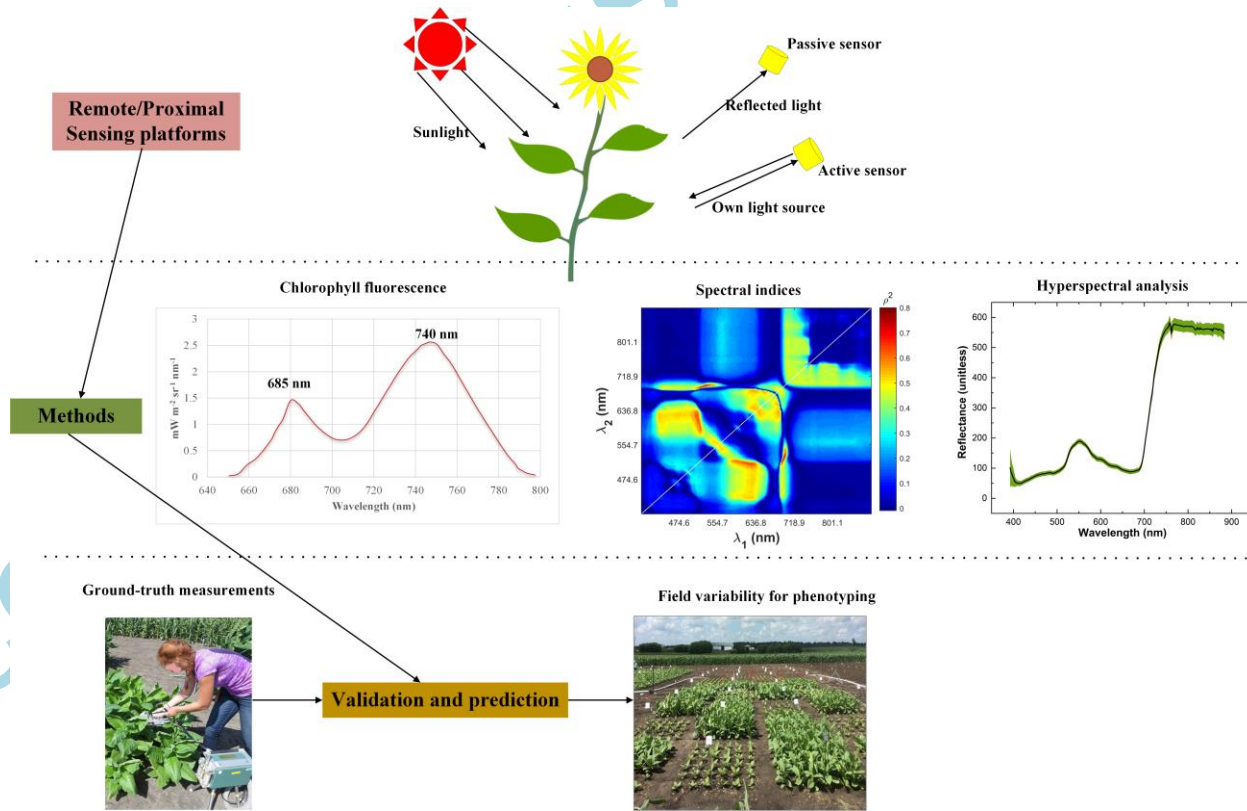 Passive sensor
Remote/Proximal
Sensing platforms
Reflected light
Sunlight
Active sensor
Own light source
Chlorophyll fluorescence
Spectral indices
Hyperspectral analysis
Methods
mW m⁻² sr⁻¹ nm⁻¹
3
2.5
2
1.5
1
0.5
0
685 nm
740 nm
640 660 680 700 720 740 760 780 800
Wavelength (nm)
λ₂ (nm)
801.1
718.9
636.8
554.7
474.6
474.6 554.7 636.8 718.9 801.1
λ₁ (nm)
ρ²
0.8
0.7
0.6
0.5
0.4
0.3
0.2
0.1
0
Reflectance (unitless)
600
500
400
300
200
100
0
400 500 600 700 800 900
Wavelength (nm)
Ground-truth measurements
Field variability for phenotyping
Validation and prediction